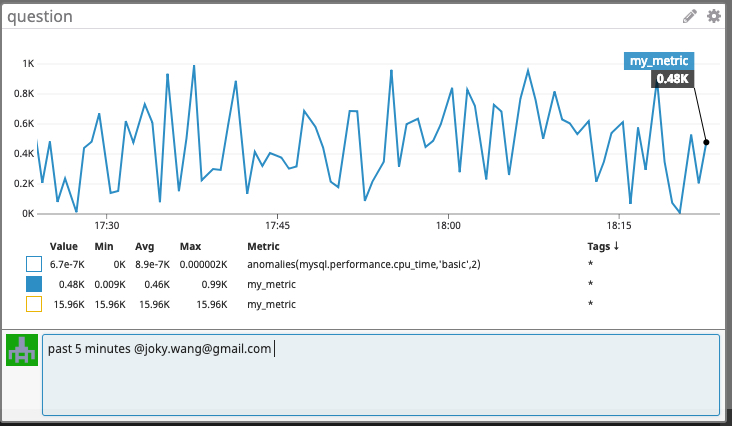 question
my_metric
0.48K
1K
0.8K
0.6K
0.4K
0.2K
0K
17:30 17:45 18:00 18:15
Value Min Avg Max Metric Tags ↓
6.7e-7K 0K 8.9e-7K 0.000002K anomalies(mysql.performance.cpu_time,'basic',2) *
0.48K 0.009K 0.46K 0.99K my_metric *
15.96K 15.96K 15.96K 15.96K my_metric *
past 5 minutes @joky.wang@gmail.com